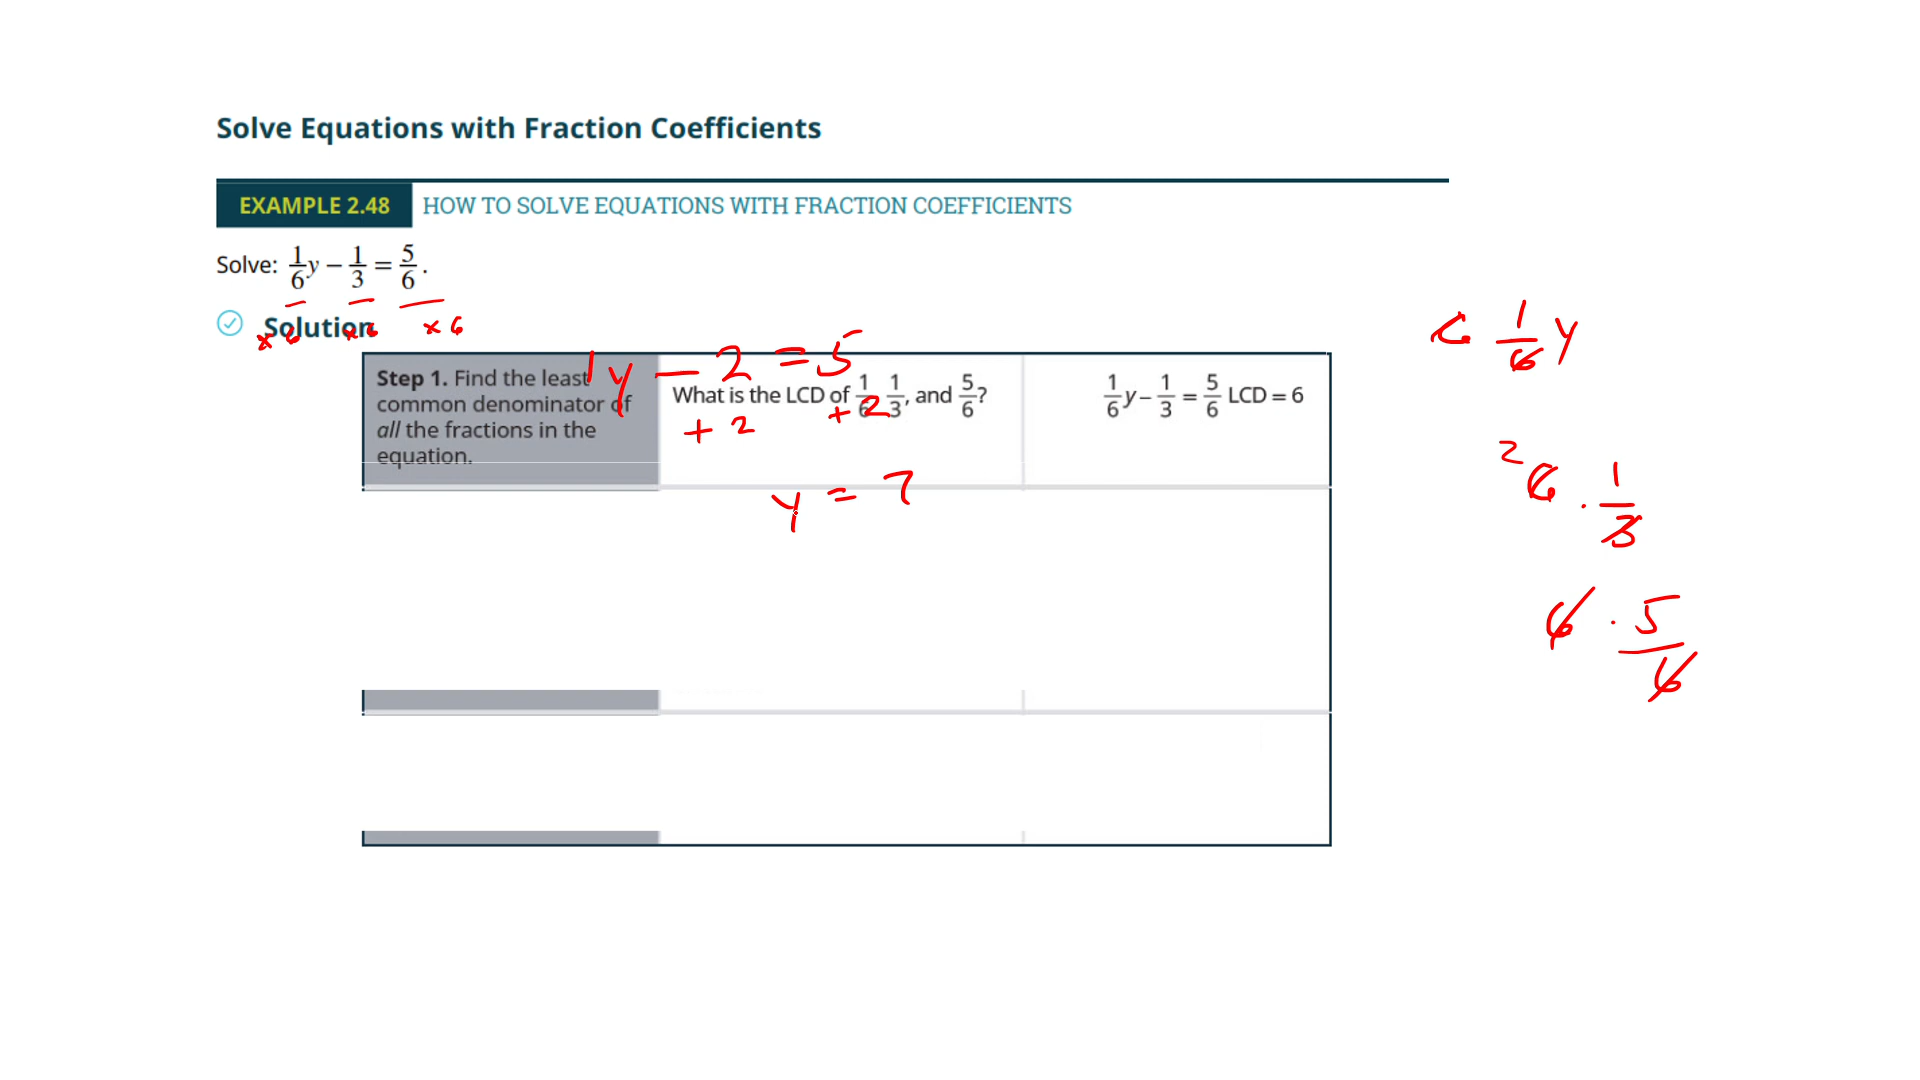 Solve Equations with Fraction Coefficients
EXAMPLE 2.48 HOW TO SOLVE EQUATIONS WITH FRACTION COEFFICIENTS
Solve: 1/6 y − 1/3 = 5/6.
Solution
×6 ×6 ×6
1y − 2 = 5
Step 1. Find the least
common denominator of
all the fractions in the
equation.
What is the LCD of 1/6, 1/3, and 5/6?
1/6 y − 1/3 = 5/6 LCD = 6
+2 +2
y = 7
6 1/6 y
2
6 · 1/3
6 · 5/6